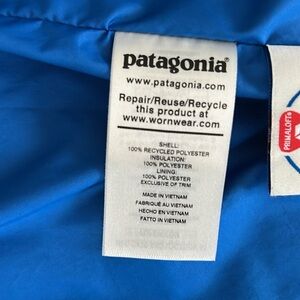 patagonia®
www.patagonia.com
Repair/Reuse/Recycle
this product at
www.wornwear.com
SHELL:
100% RECYCLED POLYESTER
INSULATION:
100% POLYESTER
LINING:
100% POLYESTER
EXCLUSIVE OF TRIM
MADE IN VIETNAM
FABRIQUÉ AU VIETNAM
HECHO EN VIETNAM
FATTO IN VIETNAM
PRIMALOFT®